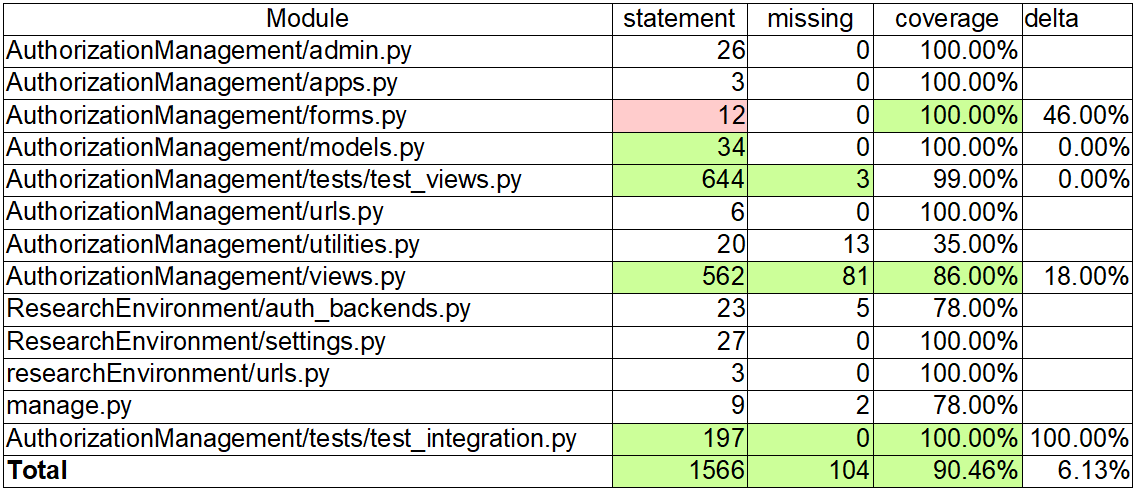 Module statement missing coverage delta
AuthorizationManagement/admin.py 26 0 100.00%
AuthorizationManagement/apps.py 3 0 100.00%
AuthorizationManagement/forms.py 12 0 100.00% 46.00%
AuthorizationManagement/models.py 34 0 100.00% 0.00%
AuthorizationManagement/tests/test_views.py 644 3 99.00% 0.00%
AuthorizationManagement/urls.py 6 0 100.00%
AuthorizationManagement/utilities.py 20 13 35.00%
AuthorizationManagement/views.py 562 81 86.00% 18.00%
ResearchEnvironment/auth_backends.py 23 5 78.00%
ResearchEnvironment/settings.py 27 0 100.00%
researchEnvironment/urls.py 3 0 100.00%
manage.py 9 2 78.00%
AuthorizationManagement/tests/test_integration.py 197 0 100.00% 100.00%
Total 1566 104 90.46% 6.13%